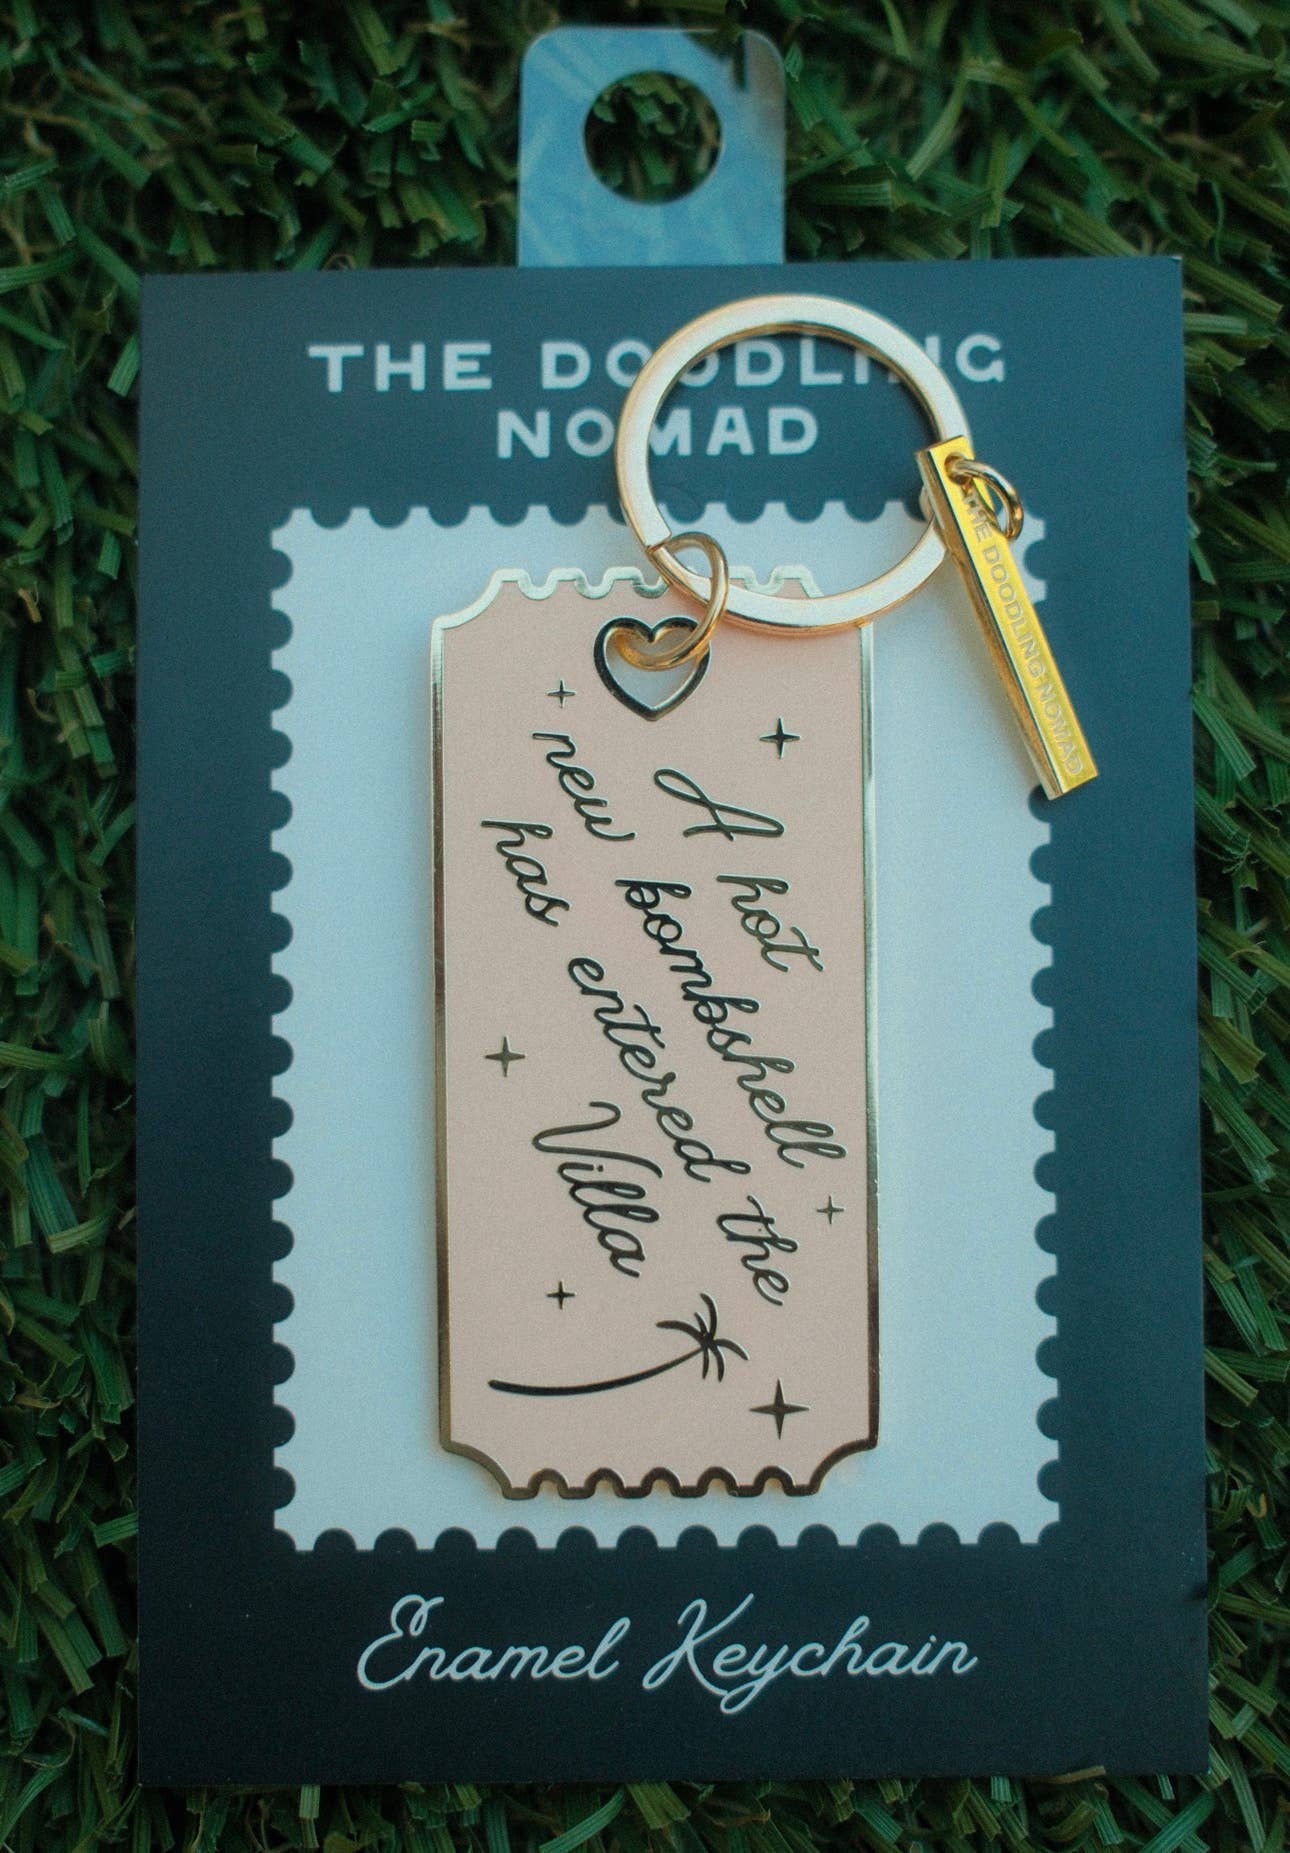 THE DOODLING
NOMAD
THE DOODLING NOMAD
A hot
new bombshell
has entered the
Villa
Enamel Keychain